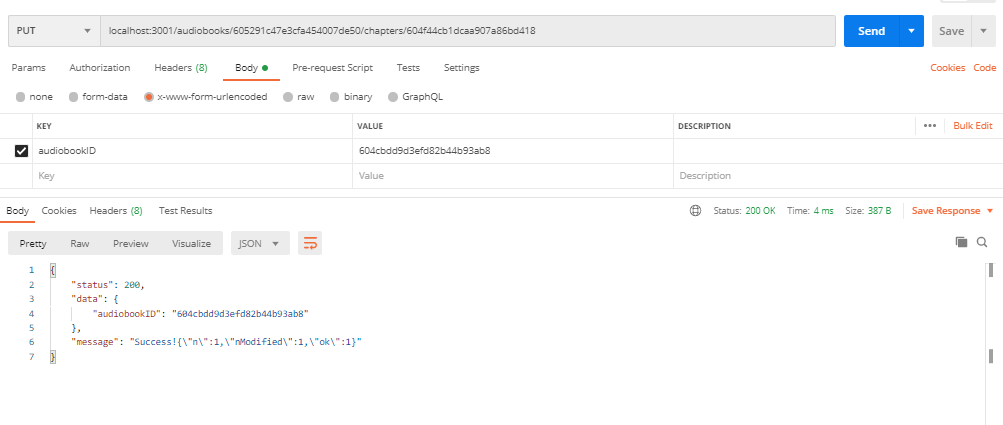 PUT localhost:3001/audiobooks/605291c47e3cfa454007de50/chapters/604f44cb1dcaa907a86bd418 Send Save
Params Authorization Headers (8) Body Pre-request Script Tests Settings Cookies Code
none form-data x-www-form-urlencoded raw binary GraphQL
KEY VALUE DESCRIPTION ••• Bulk Edit
audiobookID 604cbdd9d3efd82b44b93ab8
Key Value Description
Body Cookies Headers (8) Test Results Status: 200 OK Time: 4 ms Size: 387 B Save Response
Pretty Raw Preview Visualize JSON
1 {
2 "status": 200,
3 "data": {
4 "audiobookID": "604cbdd9d3efd82b44b93ab8"
5 },
6 "message": "Success!{\"n\":1,\"nModified\":1,\"ok\":1}"
7 }